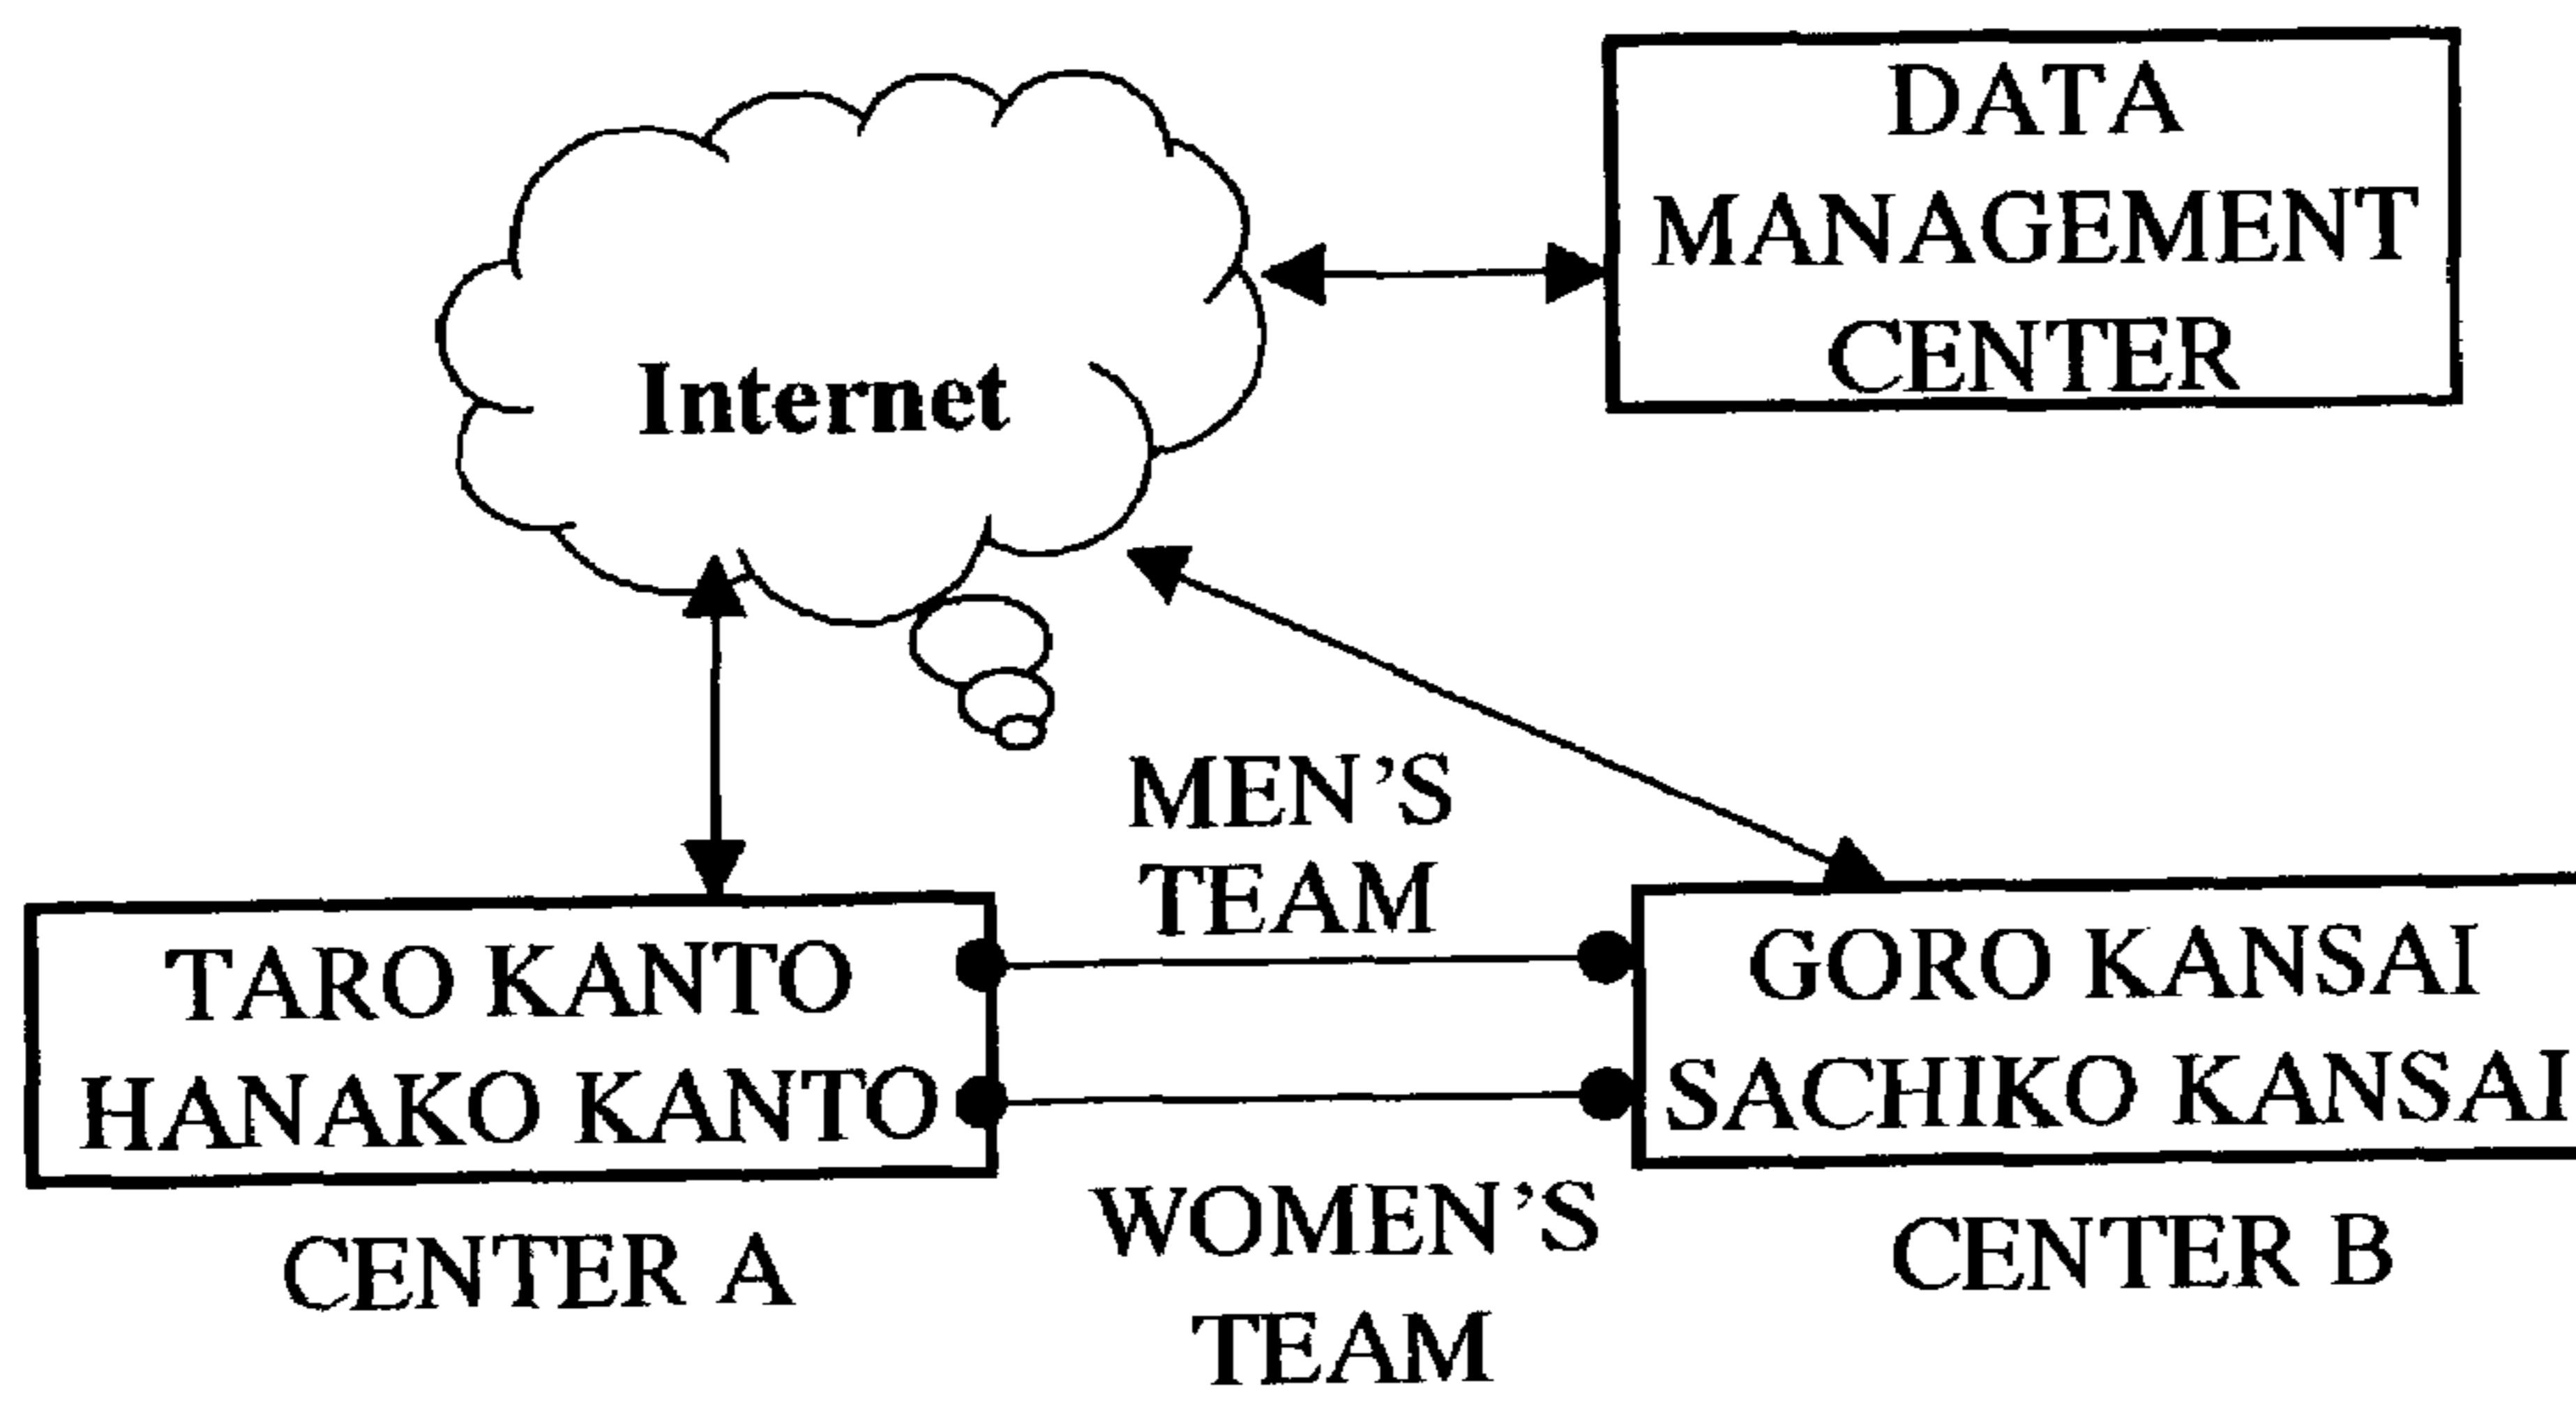 DATA
MANAGEMENT
CENTER
Internet
MEN'S
TEAM
TARO KANTO
HANAKO KANTO
GORO KANSAI
SACHIKO KANSAI
WOMEN'S
TEAM
CENTER A
CENTER B